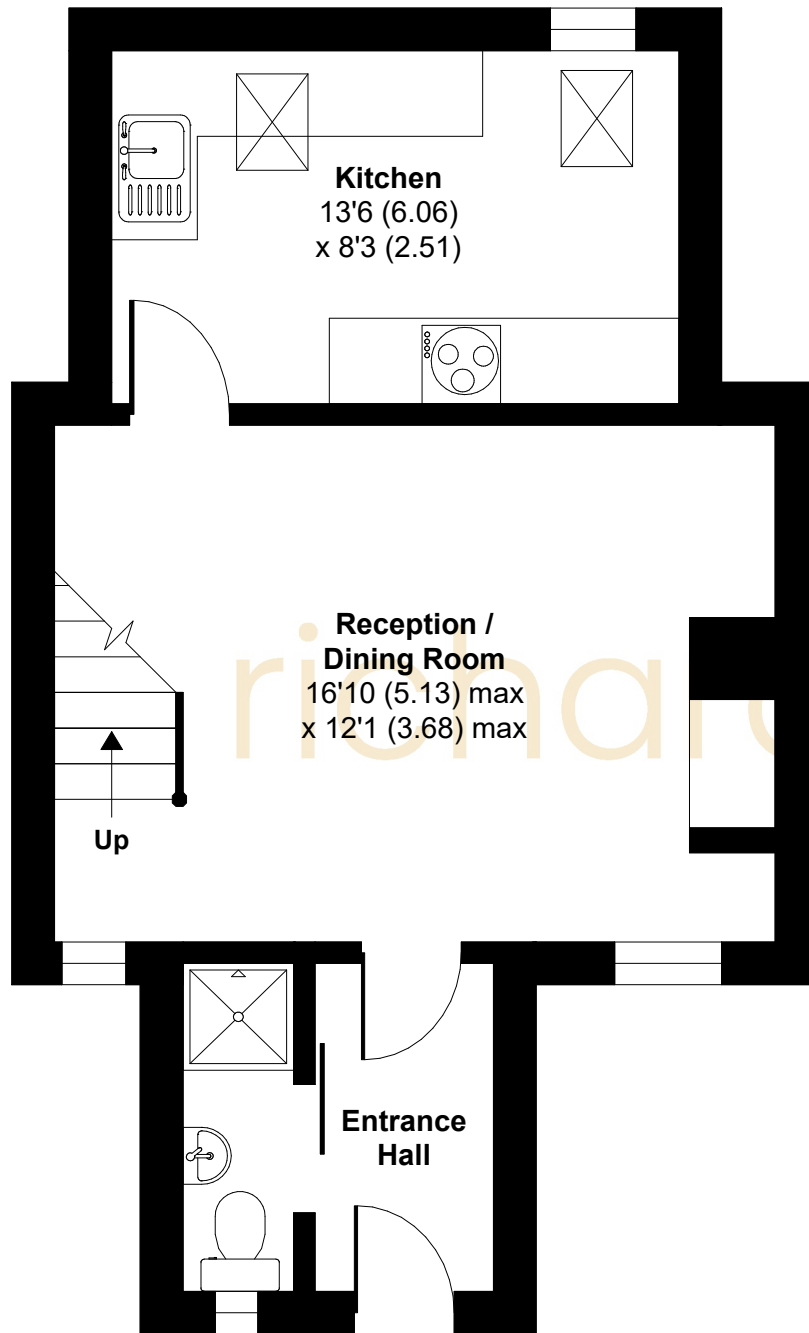 Kitchen
13'6 (6.06)
x 8'3 (2.51)
Reception /
Dining Room
16'10 (5.13) max
x 12'1 (3.68) max
Up
Entrance
Hall